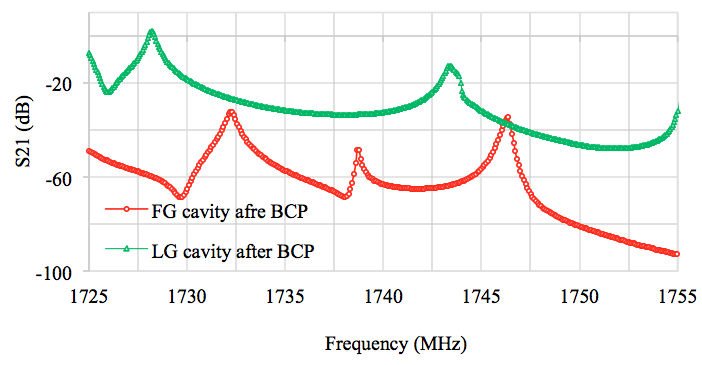 -20
-60
-100
S21 (dB)
FG cavity afre BCP
LG cavity after BCP
1725 1730 1735 1740 1745 1750 1755
Frequency (MHz)